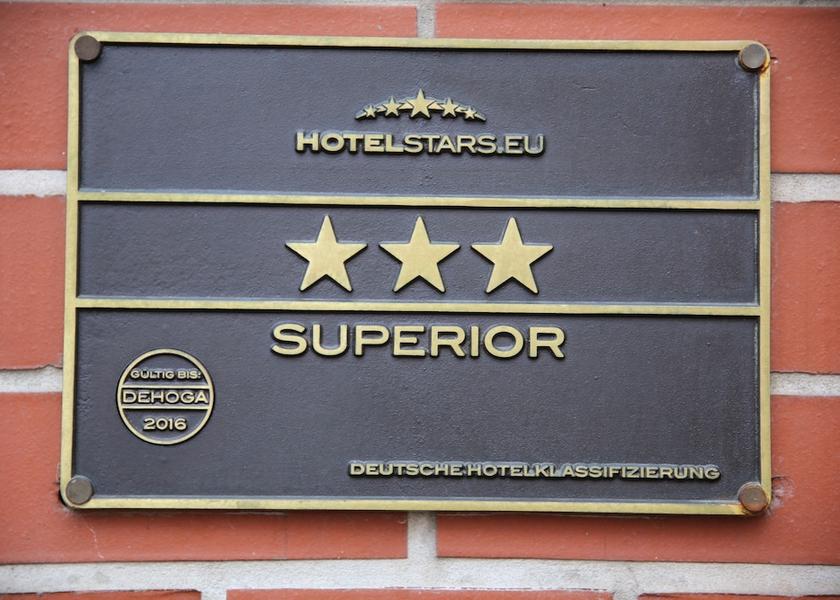 HOTELSTARS.EU
SUPERIOR
GÜLTIG BIS:
DEHOGA
2016
DEUTSCHE HOTELKLASSIFIZIERUNG